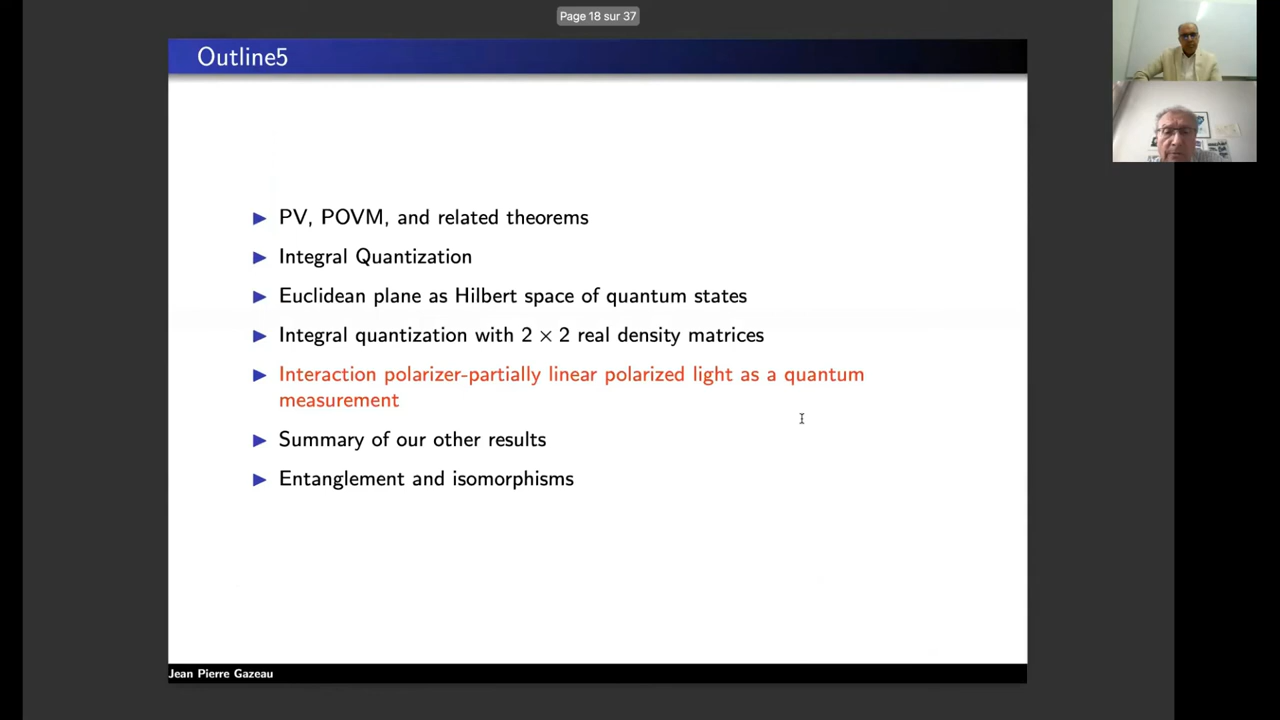 Page 18 sur 37
Outline5
▶ PV, POVM, and related theorems
▶ Integral Quantization
▶ Euclidean plane as Hilbert space of quantum states
▶ Integral quantization with 2 × 2 real density matrices
▶ Interaction polarizer-partially linear polarized light as a quantum
measurement
▶ Summary of our other results
▶ Entanglement and isomorphisms
Jean Pierre Gazeau